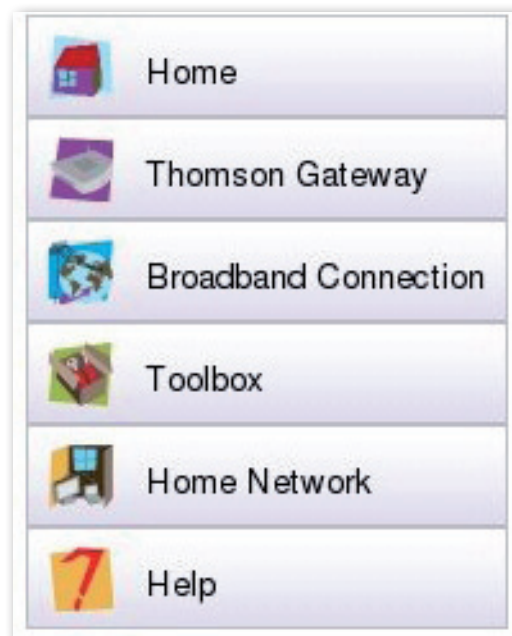 Home
Thomson Gateway
Broadband Connection
Toolbox
Home Network
Help